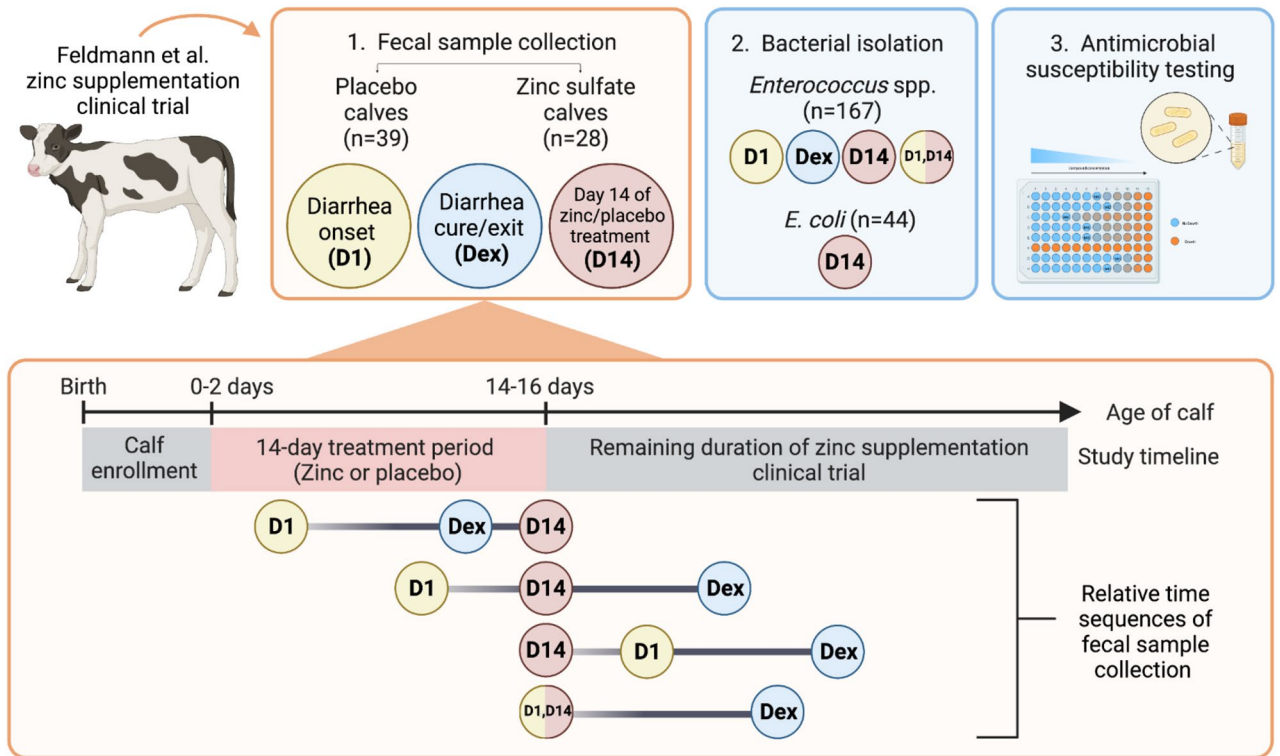 Feldmann et al.
zinc supplementation
clinical trial
1. Fecal sample collection
Placebo
calves
(n=39)
Zinc sulfate
calves
(n=28)
Diarrhea
onset
(D1)
Diarrhea
cure/exit
(Dex)
Day 14 of
zinc/placebo
treatment
(D14)
2. Bacterial isolation
Enterococcus spp.
(n=167)
D1
Dex
D14
D1,D14
E. coli (n=44)
D14
3. Antimicrobial
susceptibility testing
Birth
0-2 days
14-16 days
Age of calf
Calf
enrollment
14-day treatment period
(Zinc or placebo)
Remaining duration of zinc supplementation
clinical trial
Study timeline
D1
Dex
D14
D1
D14
Dex
D14
D1
Dex
D1,D14
Dex
Relative time
sequences of
fecal sample
collection